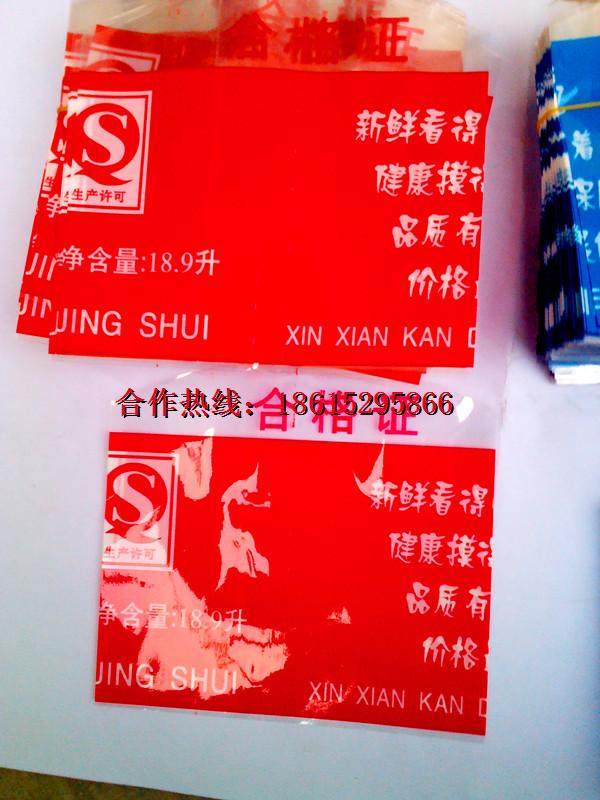 合格证
新鲜看得
健康摸得
生产许可
品质有
净含量:18.9升
价格
JING SHUI
XIN XIAN KAN D
合作热线：18615295866
合格证
新鲜看得
健康摸得
生产许可
品质有
净含量:18.9升
价格
JING SHUI
XIN XIAN KAN D
着